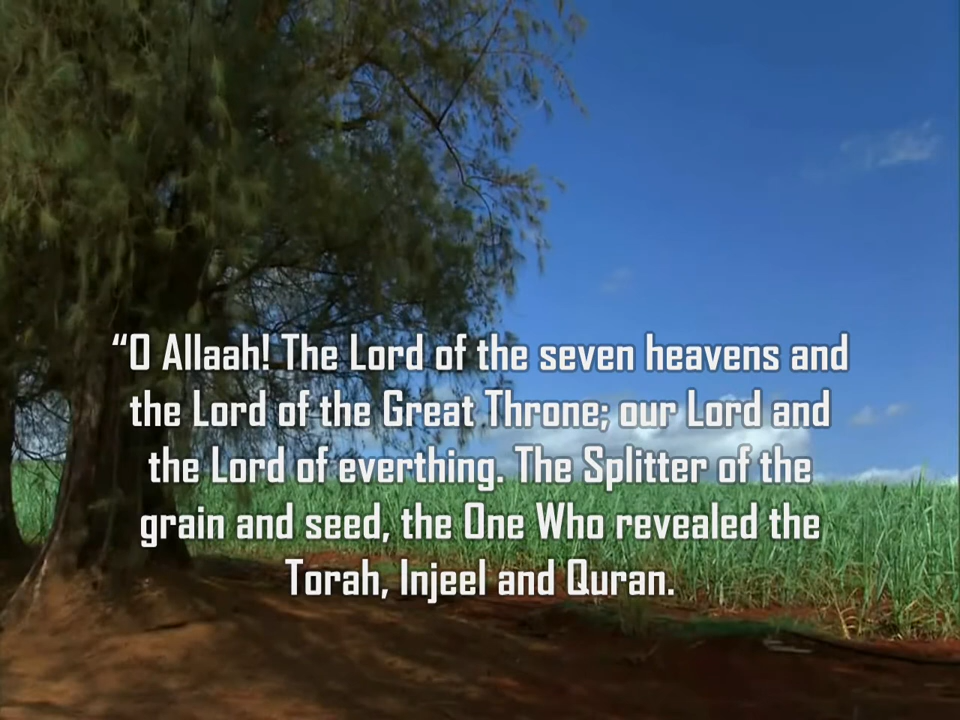 “O Allaah! The Lord of the seven heavens and
the Lord of the Great Throne; our Lord and
the Lord of everthing. The Splitter of the
grain and seed, the One Who revealed the
Torah, Injeel and Quran.